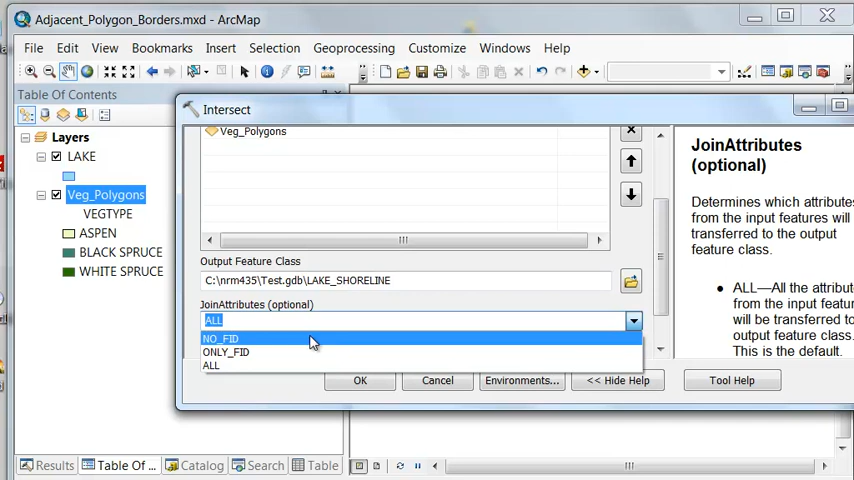 Adjacent_Polygon_Borders.mxd - ArcMap
File Edit View Bookmarks Insert Selection Geoprocessing Customize Windows Help
Table Of Contents
Layers
LAKE
Veg_Polygons
VEGTYPE
ASPEN
BLACK SPRUCE
WHITE SPRUCE
Intersect
Veg_Polygons
Output Feature Class
C:\nrm435\Test.gdb\LAKE_SHORELINE
JoinAttributes (optional)
ALL
NO_FID
ONLY_FID
ALL
OK Cancel Environments... << Hide Help Tool Help
JoinAttributes
(optional)
Determines which attributes
from the input features will
transferred to the output
feature class.
ALL—All the attribut
from the input featur
will be transferred to
output feature class.
This is the default.
Results Table Of ... Catalog Search Table